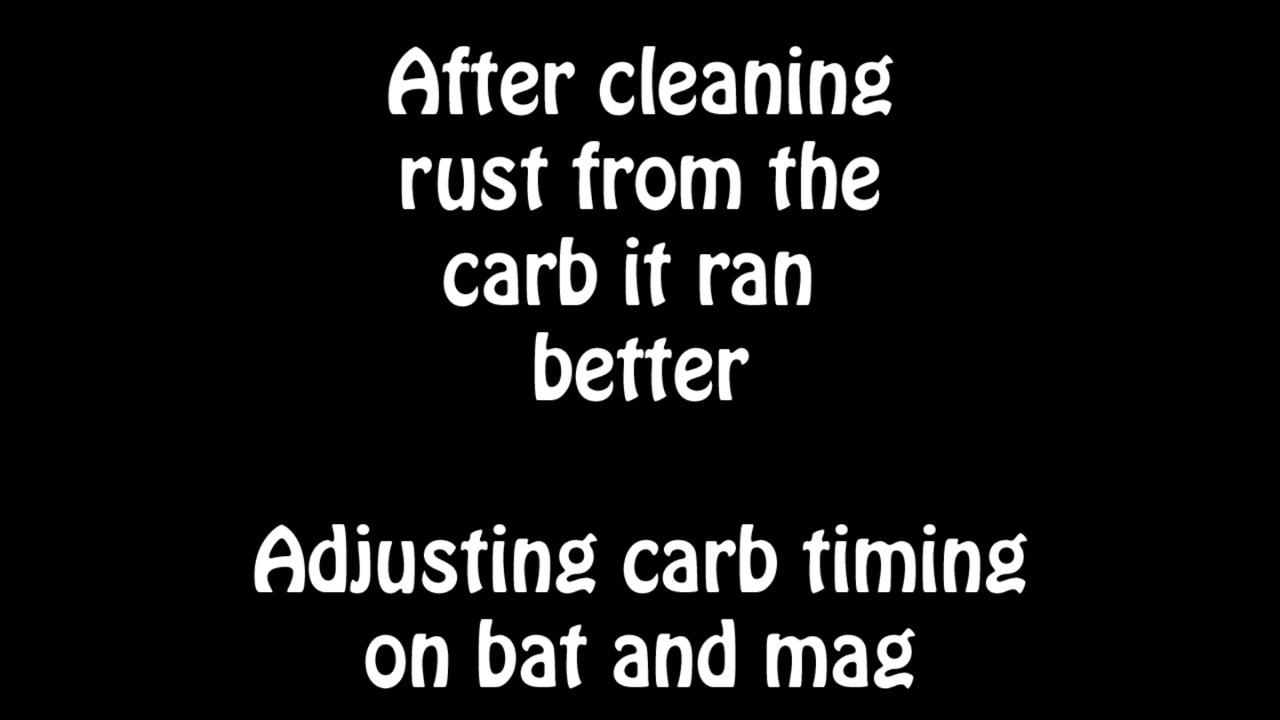 After cleaning
rust from the
carb it ran
better
Adjusting carb timing
on bat and mag